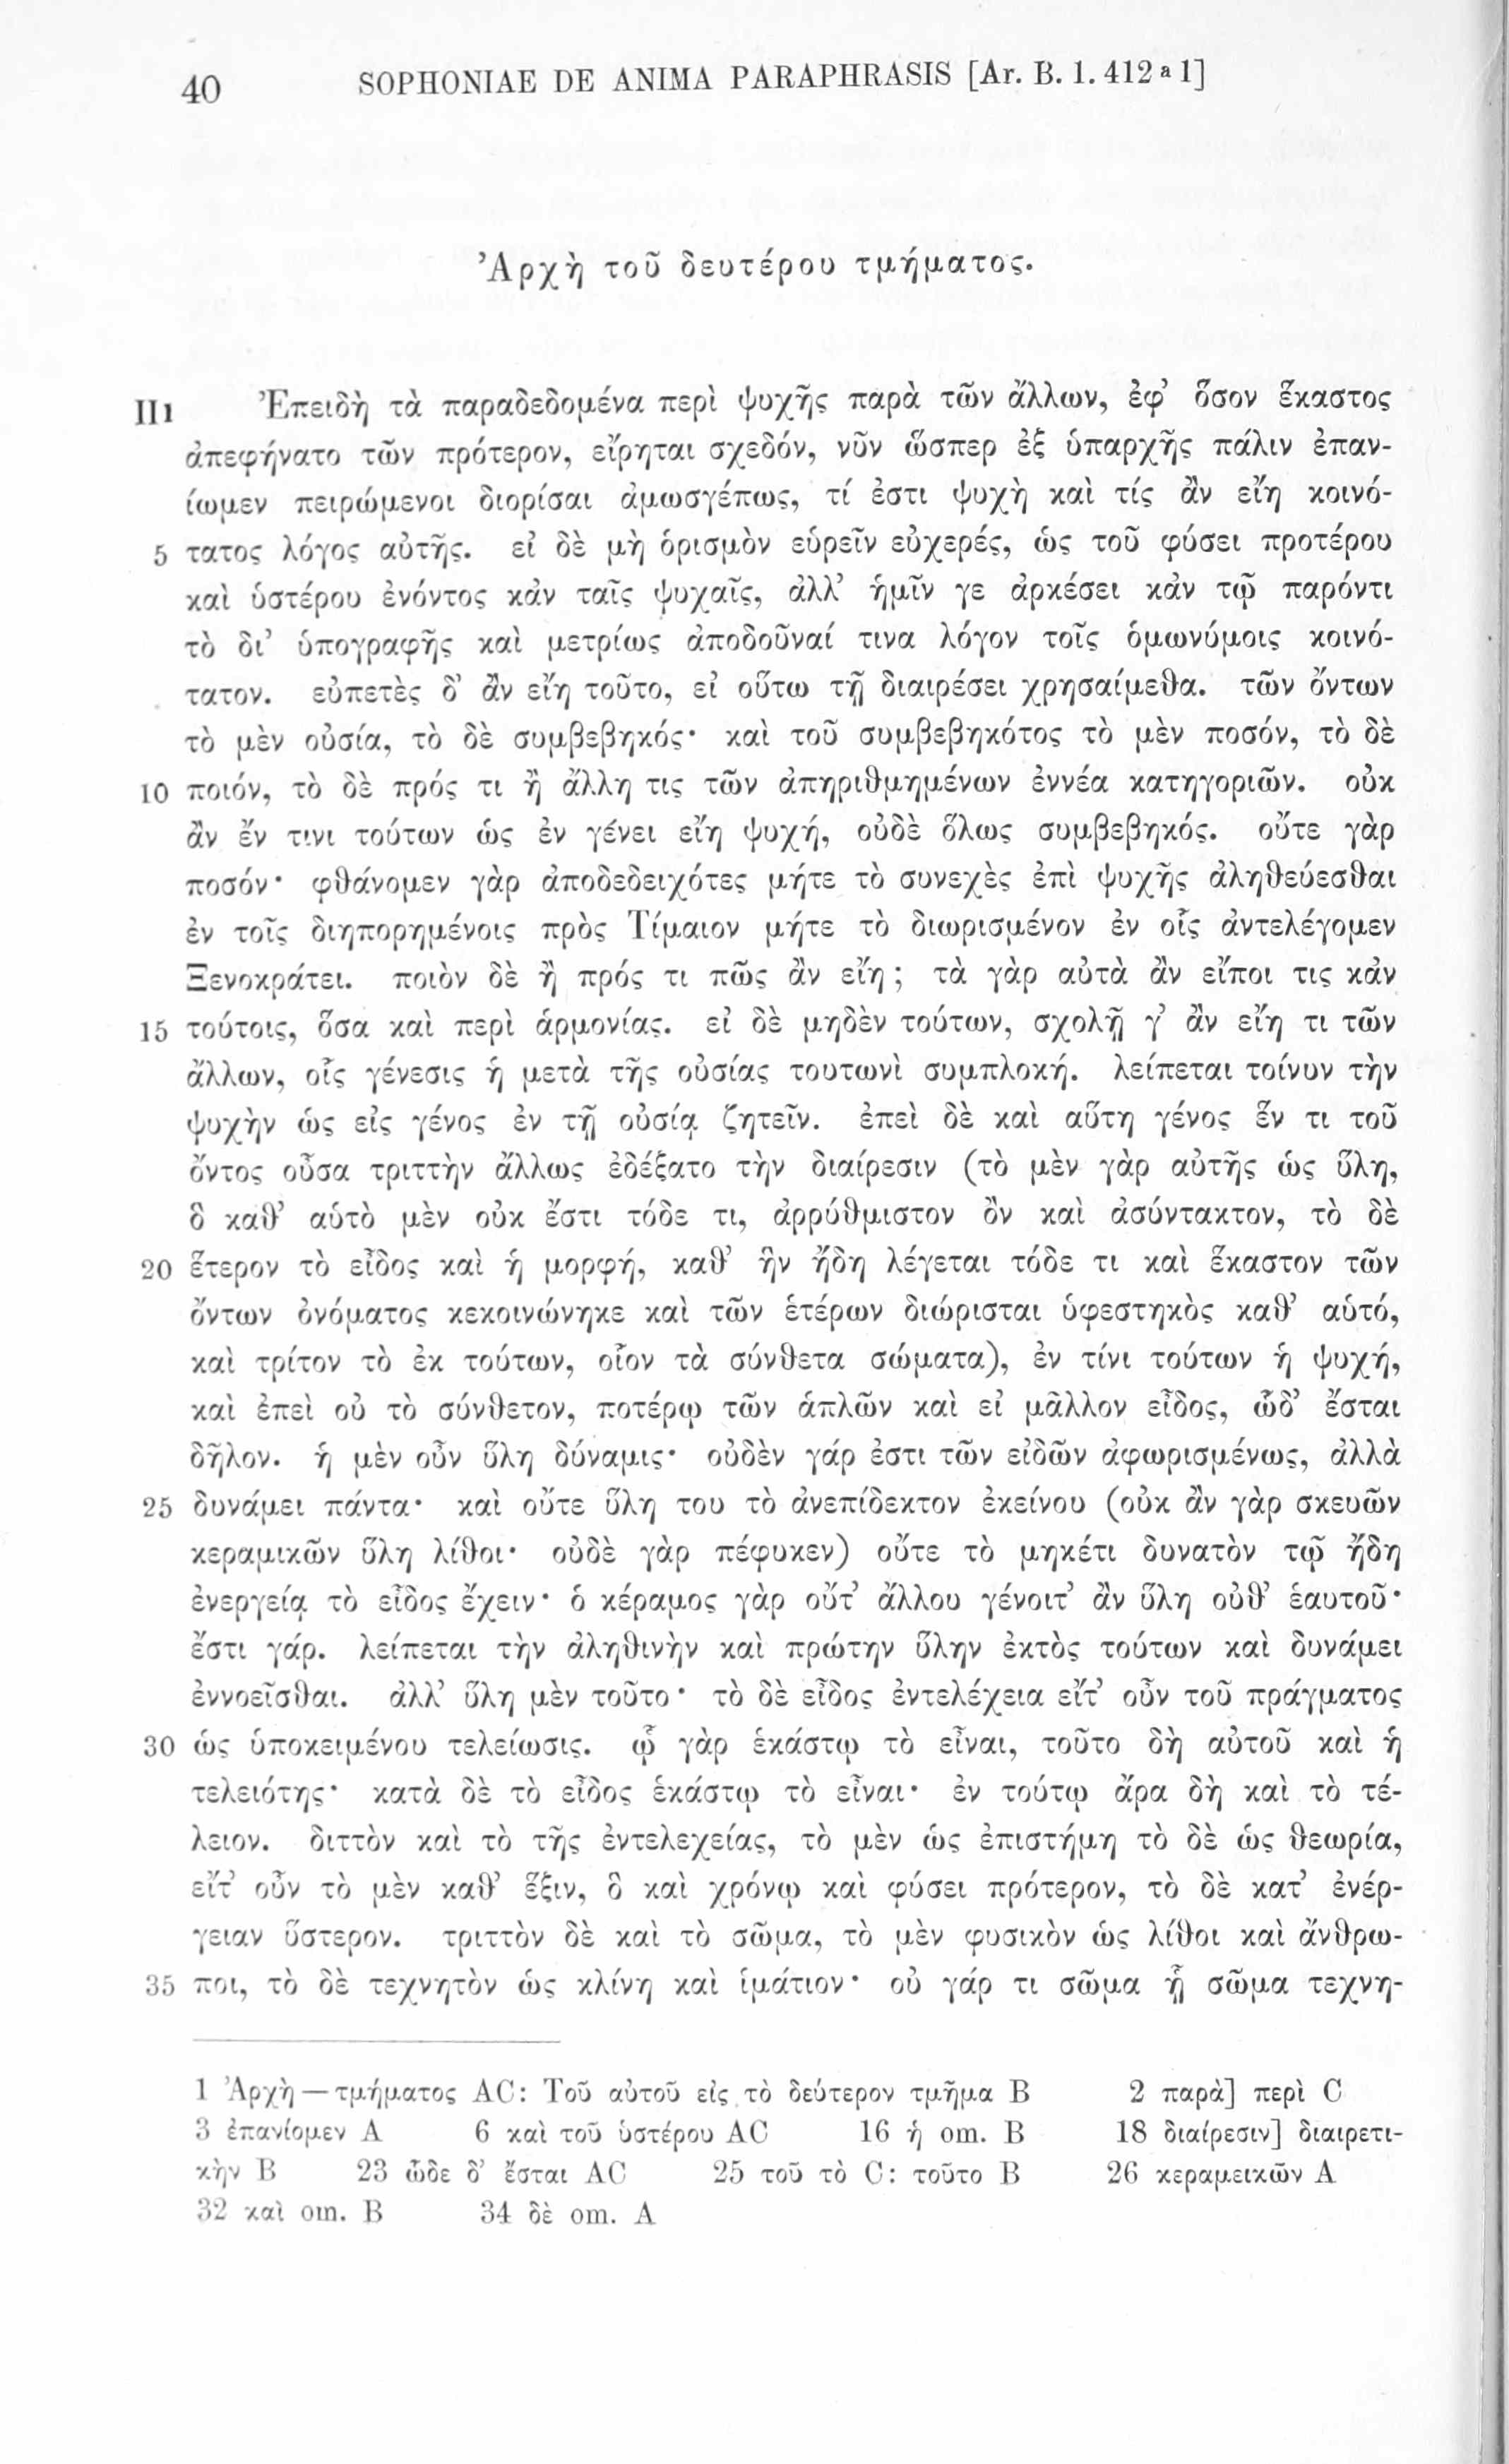 40 SOPHONIAE DE ANIMA PARAPHRASIS [Ar. B. 1. 412 a 1]
Ἀρχὴ τοῦ δευτέρου τμήματος.
II1 Ἐπειδὴ τὰ παραδεδομένα περὶ ψυχῆς παρὰ τῶν ἄλλων, ἐφ’ ὅσον ἕκαστος
ἀπεφήνατο τῶν πρότερον, εἴρηται σχεδόν, νῦν ὥσπερ ἐξ ὑπαρχῆς πάλιν ἐπαν-
ίωμεν πειρώμενοι διορίσαι ἁμωσγέπως, τί ἐστι ψυχὴ καὶ τίς ἂν εἴη κοινό-
5 τατος λόγος αὐτῆς. εἰ δὲ μὴ ὁρισμὸν εὑρεῖν εὐχερές, ὡς τοῦ φύσει προτέρου
καὶ ὑστέρου ἐνόντος κἀν ταῖς ψυχαῖς, ἀλλ’ ἡμῖν γε ἀρκέσει κἀν τῷ παρόντι
τὸ δι’ ὑπογραφῆς καὶ μετρίως ἀποδοῦναί τινα λόγον τοῖς ὁμωνύμοις κοινό-
τατον. εὐπετὲς δ’ ἂν εἴη τοῦτο, εἰ οὕτω τῇ διαιρέσει χρησαίμεθα. τῶν ὄντων
τὸ μὲν οὐσία, τὸ δὲ συμβεβηκός· καὶ τοῦ συμβεβηκότος τὸ μὲν ποσόν, τὸ δὲ
10 ποιόν, τὸ δὲ πρός τι ἢ ἄλλη τις τῶν ἀπηριθμημένων ἐννέα κατηγοριῶν. οὐκ
ἂν ἔν τινι τούτων ὡς ἐν γένει εἴη ψυχή, οὐδὲ ὅλως συμβεβηκός. οὔτε γὰρ
ποσόν· φθάνομεν γὰρ ἀποδεδειχότες μήτε τὸ συνεχὲς ἐπὶ ψυχῆς ἀληθεύεσθαι
ἐν τοῖς διηπορημένοις πρὸς Τίμαιον μήτε τὸ διωρισμένον ἐν οἷς ἀντελέγομεν
Ξενοκράτει. ποιὸν δὲ ἢ πρός τι πῶς ἂν εἴη; τὰ γὰρ αὐτὰ ἂν εἴποι τις κἀν
15 τούτοις, ὅσα καὶ περὶ ἁρμονίας. εἰ δὲ μηδὲν τούτων, σχολῇ γ’ ἂν εἴη τι τῶν
ἄλλων, οἷς γένεσις ἡ μετὰ τῆς οὐσίας τουτωνὶ συμπλοκή. λείπεται τοίνυν τὴν
ψυχὴν ὡς εἰς γένος ἐν τῇ οὐσίᾳ ζητεῖν. ἐπεὶ δὲ καὶ αὕτη γένος ἕν τι τοῦ
ὄντος οὖσα τριττὴν ἄλλως ἐδέξατο τὴν διαίρεσιν (τὸ μὲν γὰρ αὐτῆς ὡς ὕλη,
ὃ καθ’ αὑτὸ μὲν οὐκ ἔστι τόδε τι, ἀρρύθμιστον ὂν καὶ ἀσύντακτον, τὸ δὲ
20 ἕτερον τὸ εἶδος καὶ ἡ μορφή, καθ’ ἣν ἤδη λέγεται τόδε τι καὶ ἕκαστον τῶν
ὄντων ὀνόματος κεκοινώνηκε καὶ τῶν ἑτέρων διώρισται ὑφεστηκὸς καθ’ αὑτό,
καὶ τρίτον τὸ ἐκ τούτων, οἷον τὰ σύνθετα σώματα), ἐν τίνι τούτων ἡ ψυχή,
καὶ ἐπεὶ οὐ τὸ σύνθετον, ποτέρῳ τῶν ἁπλῶν καὶ εἰ μᾶλλον εἶδος, ὧδ’ ἔσται
δῆλον. ἡ μὲν οὖν ὕλη δύναμις· οὐδὲν γάρ ἐστι τῶν εἰδῶν ἀφωρισμένως, ἀλλὰ
25 δυνάμει πάντα· καὶ οὔτε ὕλη του τὸ ἀνεπίδεκτον ἐκείνου (οὐκ ἂν γὰρ σκευῶν
κεραμικῶν ὕλη λίθοι· οὐδὲ γὰρ πέφυκεν) οὔτε τὸ μηκέτι δυνατὸν τῷ ἤδη
ἐνεργείᾳ τὸ εἶδος ἔχειν· ὁ κέραμος γὰρ οὔτ’ ἄλλου γένοιτ’ ἂν ὕλη οὐθ’ ἑαυτοῦ·
ἔστι γάρ. λείπεται τὴν ἀληθινὴν καὶ πρώτην ὕλην ἐκτὸς τούτων καὶ δυνάμει
ἐννοεῖσθαι. ἀλλ’ ὕλη μὲν τοῦτο· τὸ δὲ εἶδος ἐντελέχεια εἴτ’ οὖν τοῦ πράγματος
30 ὡς ὑποκειμένου τελείωσις. ᾧ γὰρ ἑκάστῳ τὸ εἶναι, τοῦτο δὴ αὐτοῦ καὶ ἡ
τελειότης· κατὰ δὲ τὸ εἶδος ἑκάστῳ τὸ εἶναι· ἐν τούτῳ ἄρα δὴ καὶ τὸ τέ-
λειον. διττὸν καὶ τὸ τῆς ἐντελεχείας, τὸ μὲν ὡς ἐπιστήμη τὸ δὲ ὡς θεωρία,
εἴτ’ οὖν τὸ μὲν καθ’ ἕξιν, ὃ καὶ χρόνῳ καὶ φύσει πρότερον, τὸ δὲ κατ’ ἐνέρ-
γειαν ὕστερον. τριττὸν δὲ καὶ τὸ σῶμα, τὸ μὲν φυσικὸν ὡς λίθοι καὶ ἄνθρω-
35 ποι, τὸ δὲ τεχνητὸν ὡς κλίνη καὶ ἱμάτιον· οὐ γάρ τι σῶμα ᾗ σῶμα τεχνη-
1 Ἀρχὴ — τμήματος AC: Τοῦ αὐτοῦ εἰς τὸ δεύτερον τμῆμα B 2 παρὰ] περὶ C
3 ἐπανίομεν A 6 καὶ τοῦ ὑστέρου AC 16 ἡ om. B 18 διαίρεσιν] διαιρετι-
κὴν B 23 ὧδε δ’ ἔσται AC 25 τοῦ τὸ C: τοῦτο B 26 κεραμεικῶν A
32 καὶ om. B 34 δὲ om. A